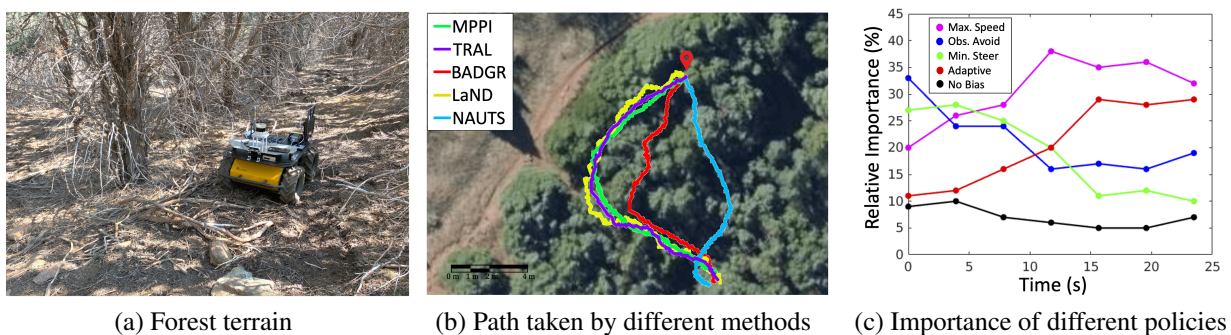 MPPI
TRAL
BADGR
LaND
NAUTS
0 m 1 m 2 m 4 m
Relative Importance (%)
45
40
35
30
25
20
15
10
5
0
Max. Speed
Obs. Avoid
Min. Steer
Adaptive
No Bias
0 5 10 15 20 25
Time (s)
(a) Forest terrain
(b) Path taken by different methods
(c) Importance of different policies